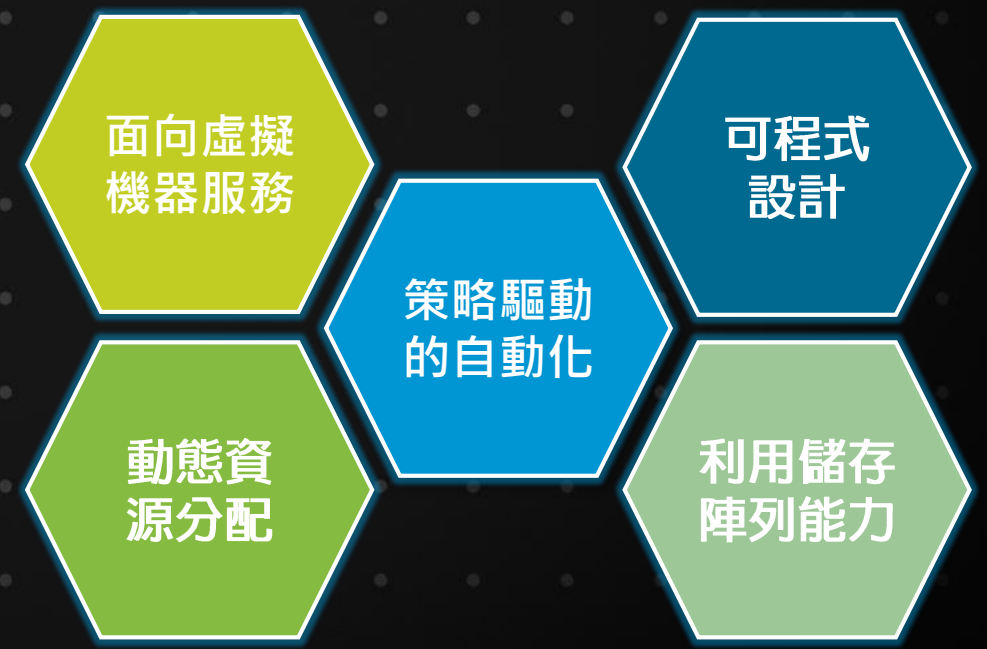 面向虛擬
機器服務
可程式
設計
策略驅動
的自動化
動態資
源分配
利用儲存
陣列能力